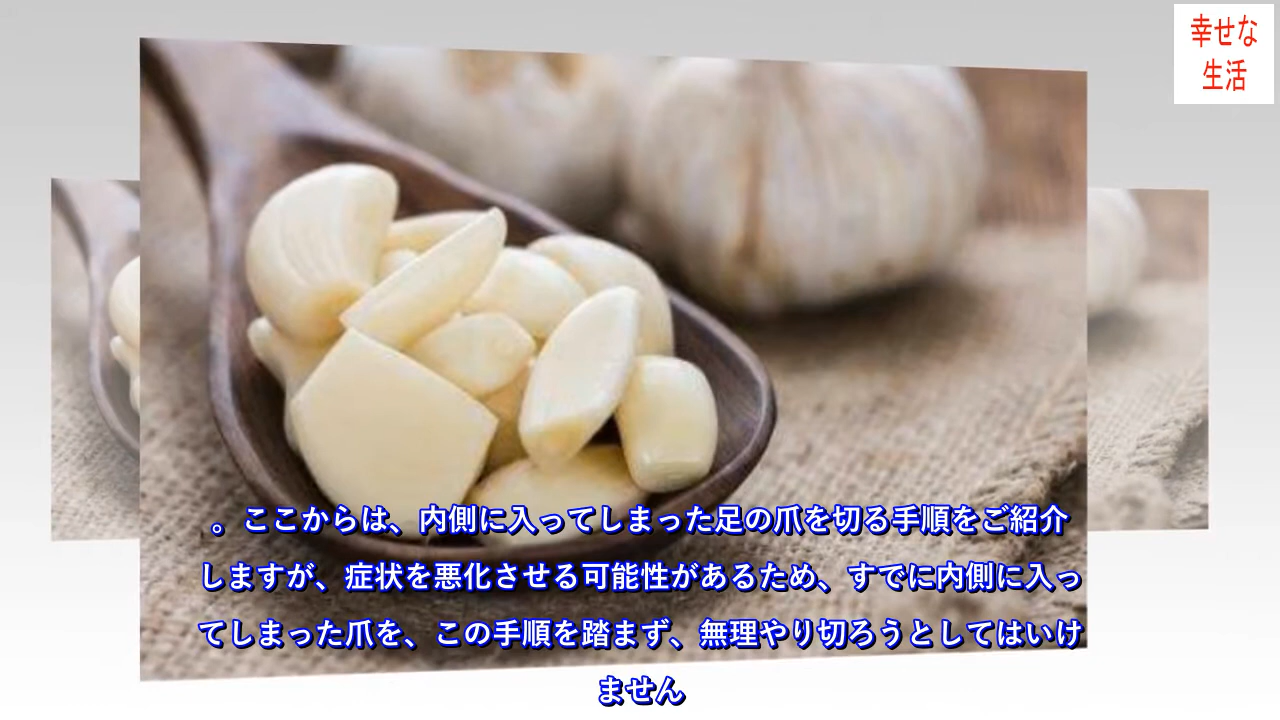 幸せな
生活
。ここからは、内側に入ってしまった足の爪を切る手順をご紹介
しますが、症状を悪化させる可能性があるため、すでに内側に入っ
てしまった爪を、この手順を踏まず、無理やり切ろうとしてはいけ
ません